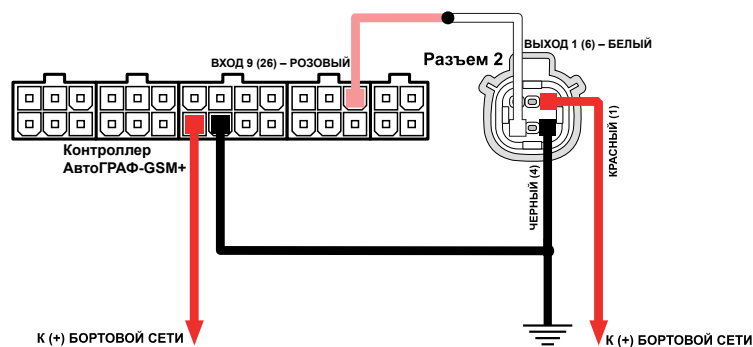 ВЫХОД 1 (6) – БЕЛЫЙ
ВХОД 9 (26) – РОЗОВЫЙ
Разъем 2
Контроллер
АвтоГРАФ-GSM+
КРАСНЫЙ (1)
ЧЕРНЫЙ (4)
К (+) БОРТОВОЙ СЕТИ
К (+) БОРТОВОЙ СЕТИ